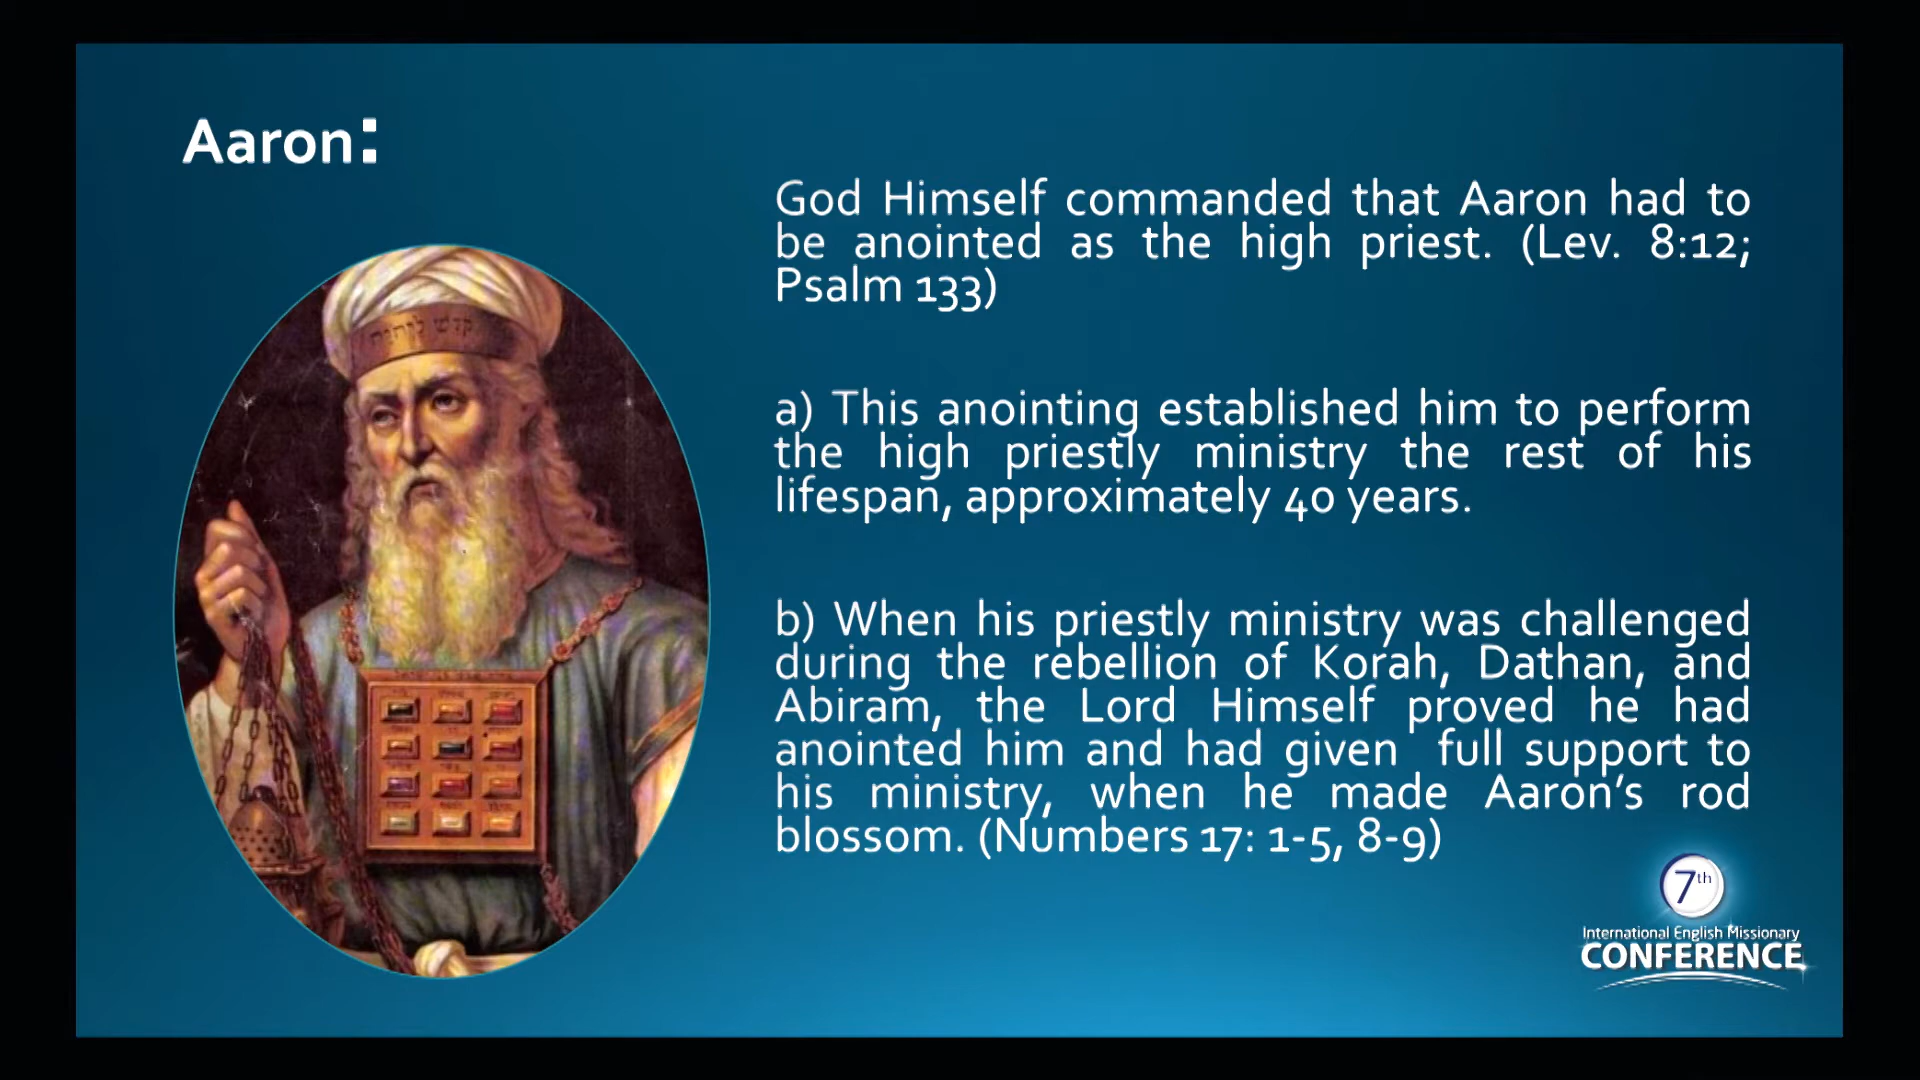 Aaron:
God Himself commanded that Aaron had to
be anointed as the high priest. (Lev. 8:12;
Psalm 133)
a) This anointing established him to perform
the high priestly ministry the rest of his
lifespan, approximately 40 years.
b) When his priestly ministry was challenged
during the rebellion of Korah, Dathan, and
Abiram, the Lord Himself proved he had
anointed him and had given full support to
his ministry, when he made Aaron’s rod
blossom. (Numbers 17: 1-5, 8-9)
7th
International English Missionary
CONFERENCE